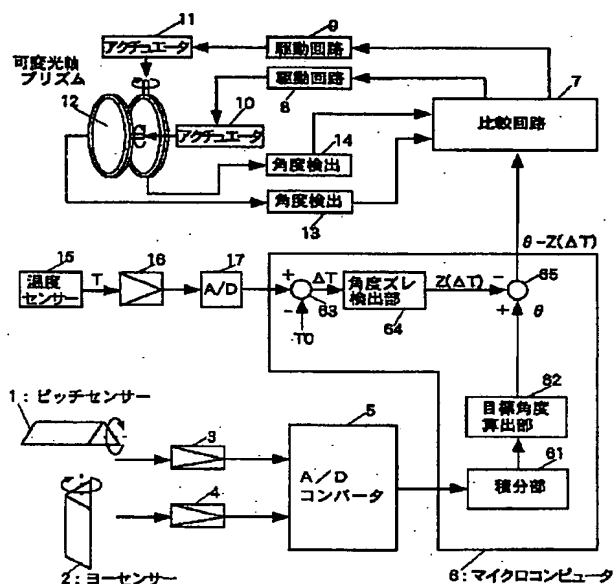 11
アクチュエータ
9
駆動回路
可変光軸
プリズム
12
駆動回路
8
10
アクチュエータ
7
比較回路
14
角度検出
角度検出
13
θ-Z(ΔT)
15
温度
センサー
T
16
17
A/D
+
-
ΔT
63
T0
角度ズレ
検出部
64
Z(ΔT)
-
65
+
θ
62
目標角度
算出部
1:ピッチセンサー
3
5
A/D
コンバータ
61
積分部
4
2:ヨーセンサー
6:マイクロコンピュータ